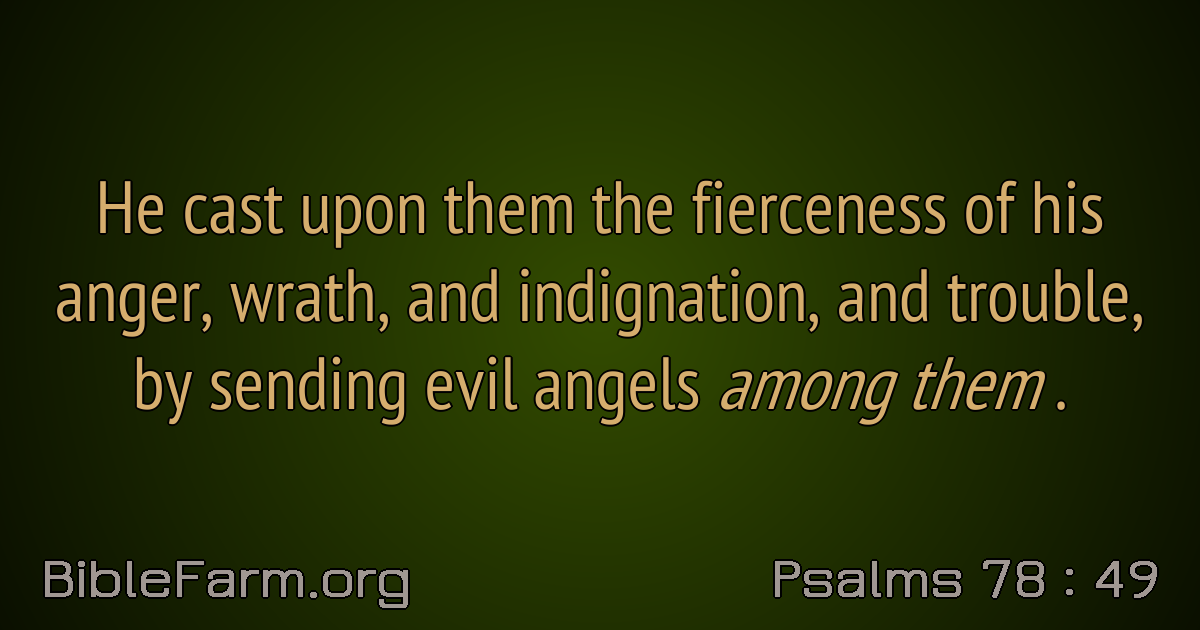 He cast upon them the fierceness of his
anger, wrath, and indignation, and trouble,
by sending evil angels among them .
BibleFarm.org
Psalms 78 : 49